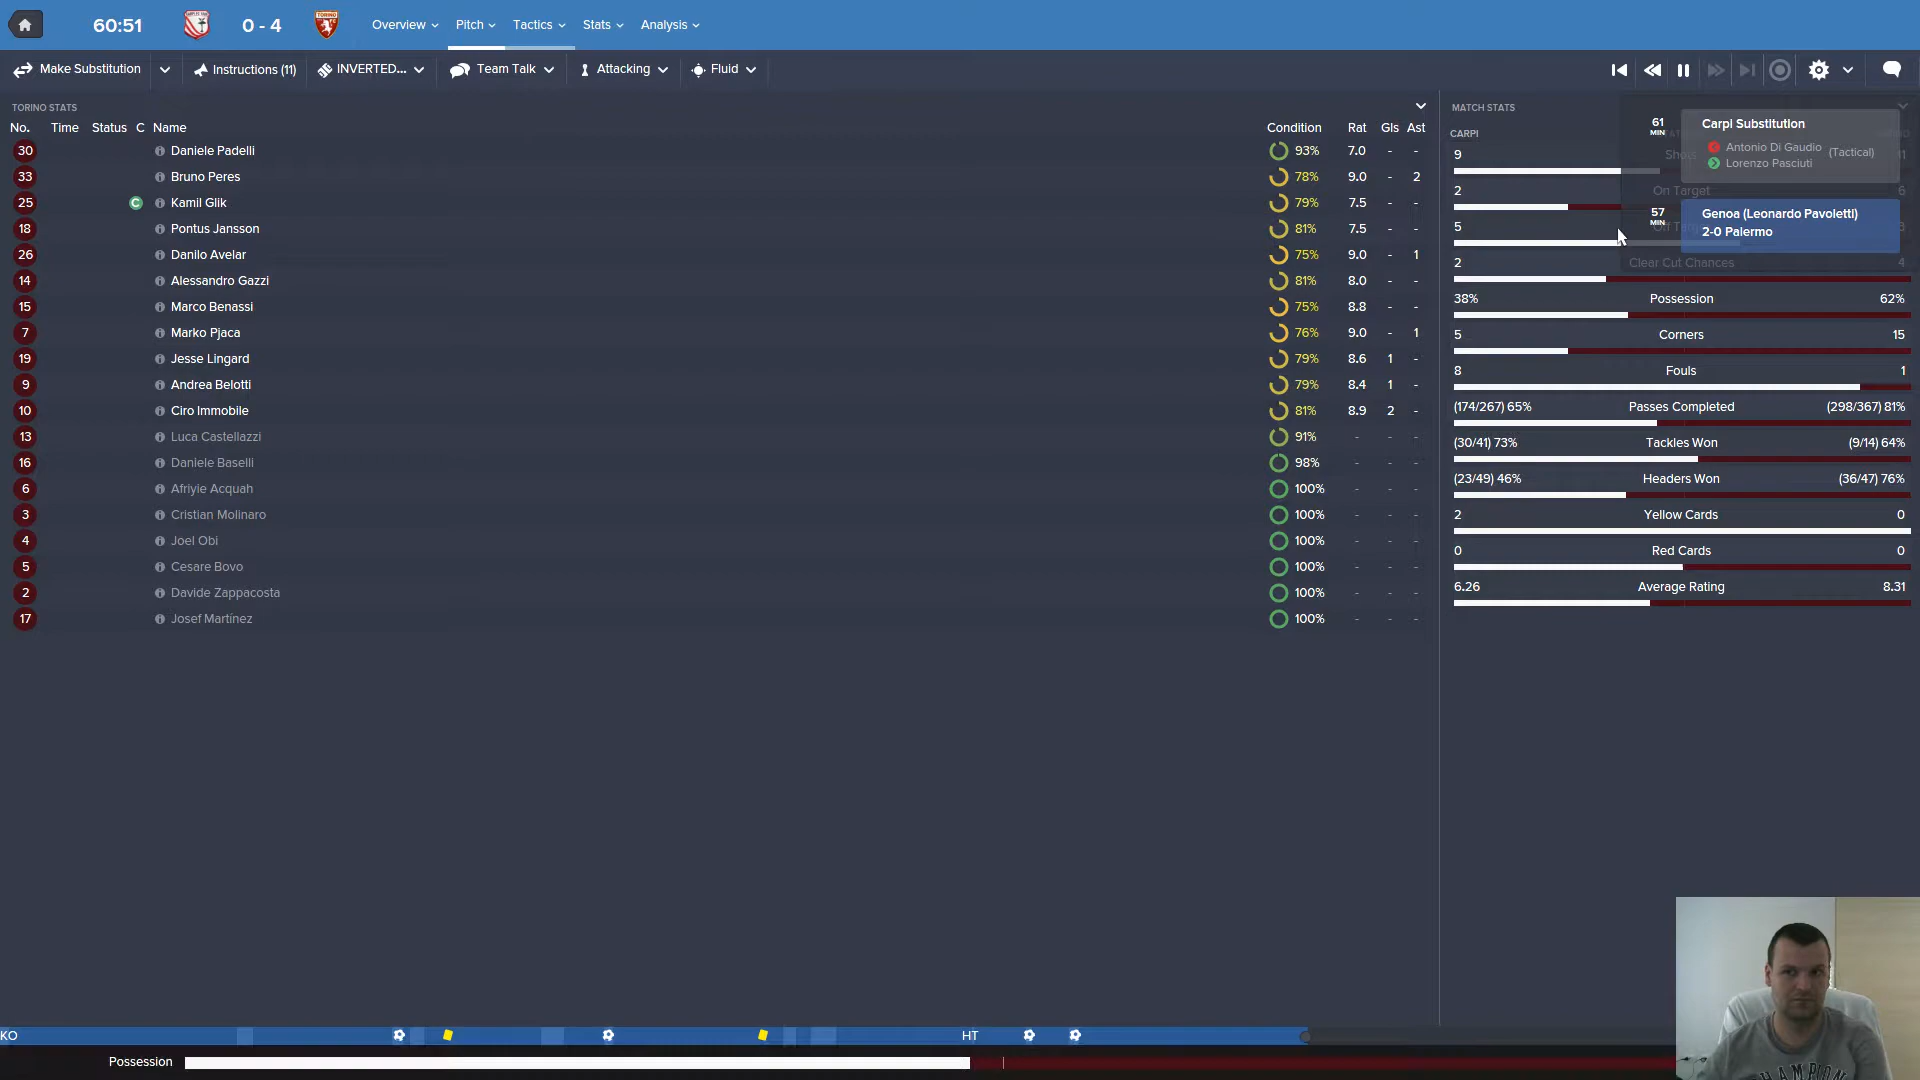 60:51 0 - 4 Overview Pitch Tactics Stats Analysis
Make Substitution Instructions (11) INVERTED... Team Talk Attacking Fluid
TORINO STATS
No. Time Status C Name Condition Rat Gls Ast
30 Daniele Padelli 93% 7.0 - -
33 Bruno Peres 78% 9.0 - 2
25 C Kamil Glik 79% 7.5 - -
18 Pontus Jansson 81% 7.5 - -
26 Danilo Avelar 75% 9.0 - 1
14 Alessandro Gazzi 81% 8.0 - -
15 Marco Benassi 75% 8.8 - -
7 Marko Pjaca 76% 9.0 - 1
19 Jesse Lingard 79% 8.6 1 -
9 Andrea Belotti 79% 8.4 1 -
10 Ciro Immobile 81% 8.9 2 -
13 Luca Castellazzi 91% - - -
16 Daniele Baselli 98% - - -
6 Afriyie Acquah 100% - - -
3 Cristian Molinaro 100% - - -
4 Joel Obi 100% - - -
5 Cesare Bovo 100% - - -
2 Davide Zappacosta 100% - - -
17 Josef Martínez 100% - - -
MATCH STATS
CARPI
61 MIN
Carpi Substitution
Antonio Di Gaudio
Lorenzo Pasciuti
(Tactical)
57 MIN
Genoa (Leonardo Pavoletti)
2-0 Palermo
9 11
2 On Target 6
5 3
2 Clear Cut Chances 4
38% Possession 62%
5 Corners 15
8 Fouls 1
(174/267) 65% Passes Completed (298/367) 81%
(30/41) 73% Tackles Won (9/14) 64%
(23/49) 46% Headers Won (36/47) 76%
2 Yellow Cards 0
0 Red Cards 0
6.26 Average Rating 8.31
KO HT
Possession